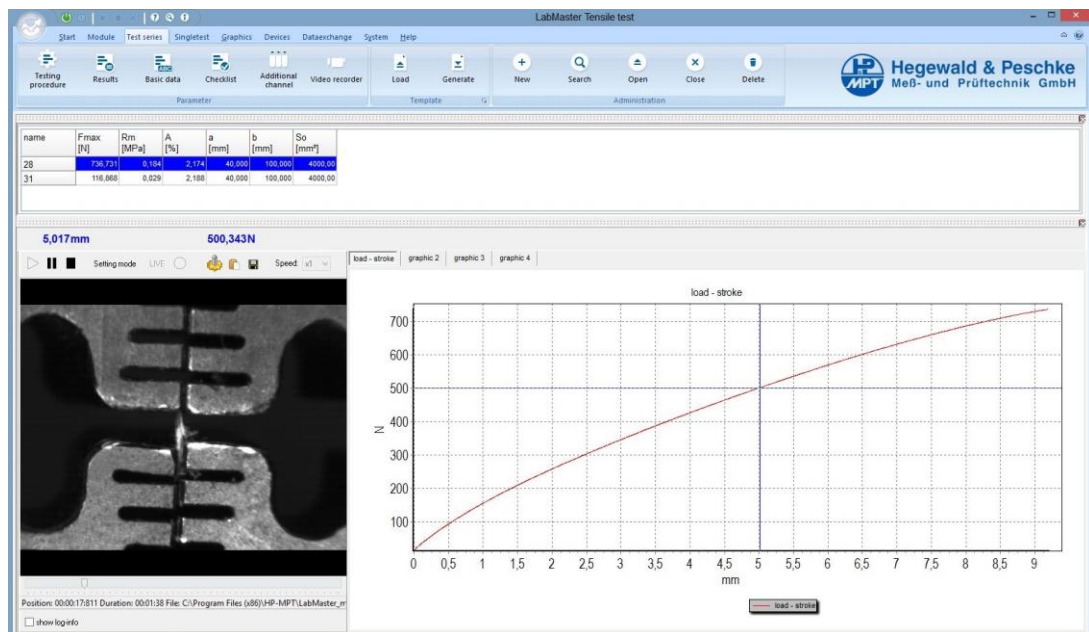 LabMaster Tensile test
Start Module Test series Singletest Graphics Devices Dataexchange System Help
Testing procedure Results Basic data Checklist Additional channel Video recorder Load Generate New Search Open Close Delete
Parameter Template Administration
HP
MPT
Hegewald & Peschke
Meß- und Prüftechnik GmbH
name Fmax [N] Rm [MPa] A [%] a [mm] b [mm] So [mm²]
28 736,731 0,184 2,174 40,000 100,000 4000,00
31 116,868 0,029 2,188 40,000 100,000 4000,00
5,017mm 500,343N
Setting mode LIVE Speed: x1
load - stroke graphic 2 graphic 3 graphic 4
load - stroke
700
600
500
400
300
200
100
N
0 0,5 1 1,5 2 2,5 3 3,5 4 4,5 5 5,5 6 6,5 7 7,5 8 8,5 9
mm
load - stroke
Position: 00:00:17:811 Duration: 00:01:38 File: C:\Program Files (x86)\HP-MPT\LabMaster_m
show log-info